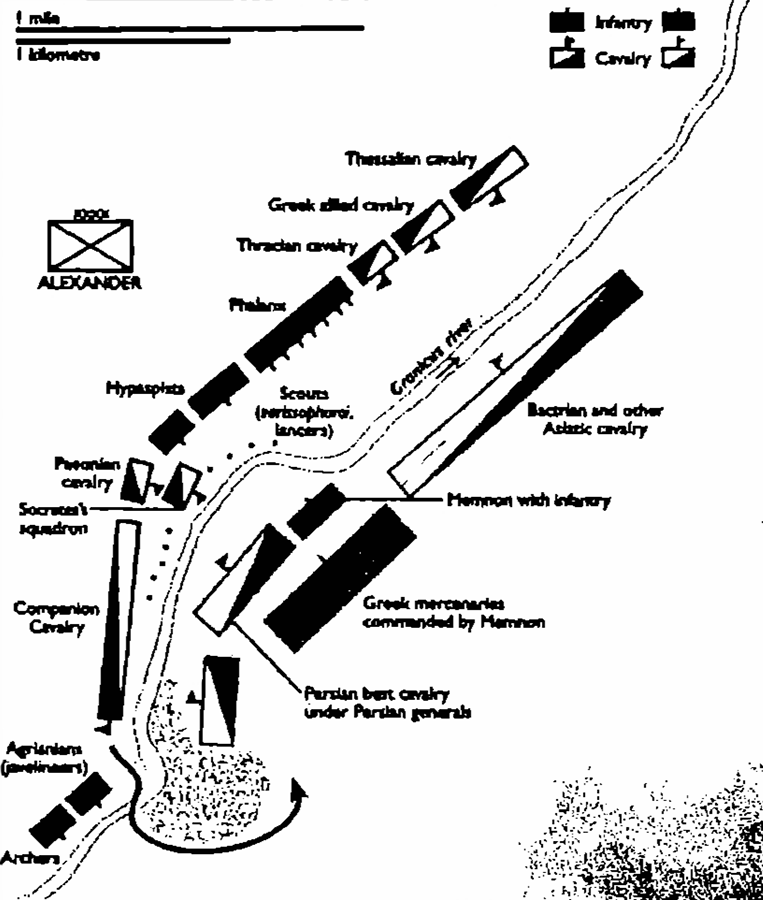 1 mile
1 kilometre
Infantry
Cavalry
Thessalian cavalry
Greek allied cavalry
Thracian cavalry
XXXX
ALEXANDER
Phalanx
Granicus river
Hypaspists
Scouts
(sarissophoroi,
lancers)
Bactrian and other
Asiatic cavalry
Paeonian
cavalry
Socrates's
squadron
Memnon with infantry
Companion
Cavalry
Greek mercenaries
commanded by Memnon
Persian best cavalry
under Persian generals
Agrianians
(javelineers)
Archers